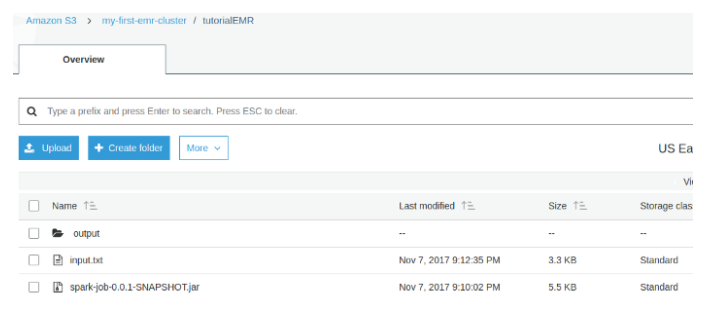 Amazon S3 > my-first-emr-cluster / tutorialEMR
Overview
Type a prefix and press Enter to search. Press ESC to clear.
Upload + Create folder More US Ea
Vi
Name Last modified Size Storage clas
output -- -- --
input.txt Nov 7, 2017 9:12:35 PM 3.3 KB Standard
spark-job-0.0.1-SNAPSHOT.jar Nov 7, 2017 9:10:02 PM 5.5 KB Standard